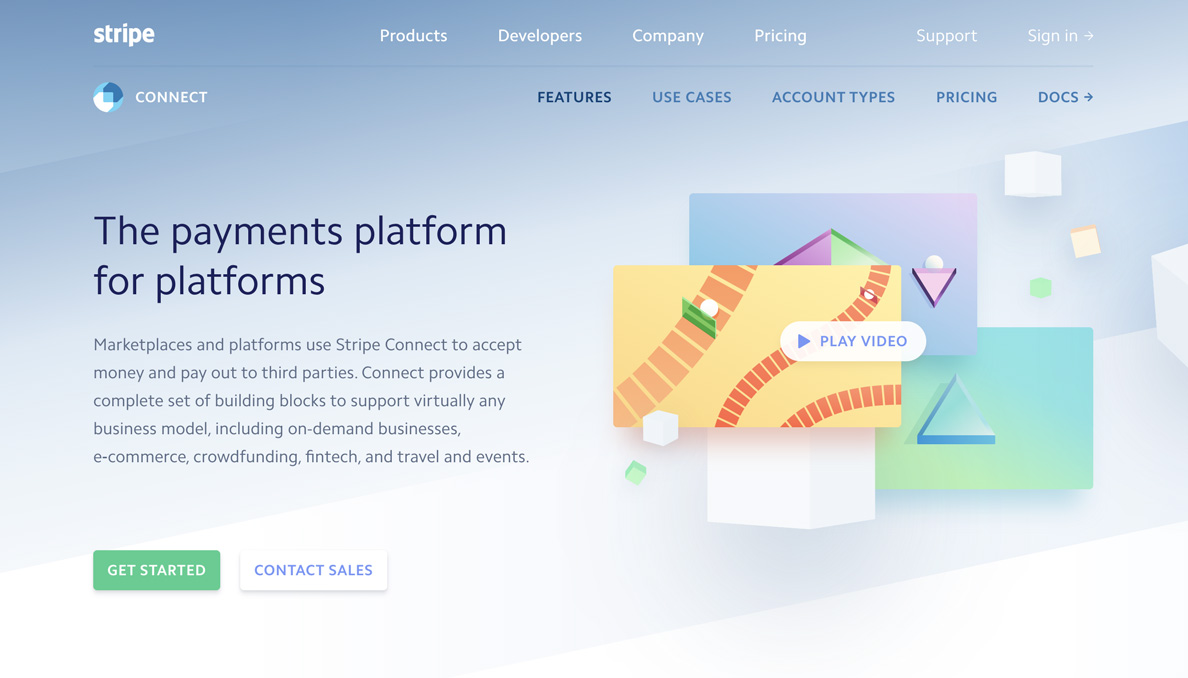 stripe
Products Developers Company Pricing Support Sign in →
CONNECT
FEATURES USE CASES ACCOUNT TYPES PRICING DOCS →
The payments platform
for platforms
Marketplaces and platforms use Stripe Connect to accept
money and pay out to third parties. Connect provides a
complete set of building blocks to support virtually any
business model, including on-demand businesses,
e-commerce, crowdfunding, fintech, and travel and events.
PLAY VIDEO
GET STARTED
CONTACT SALES